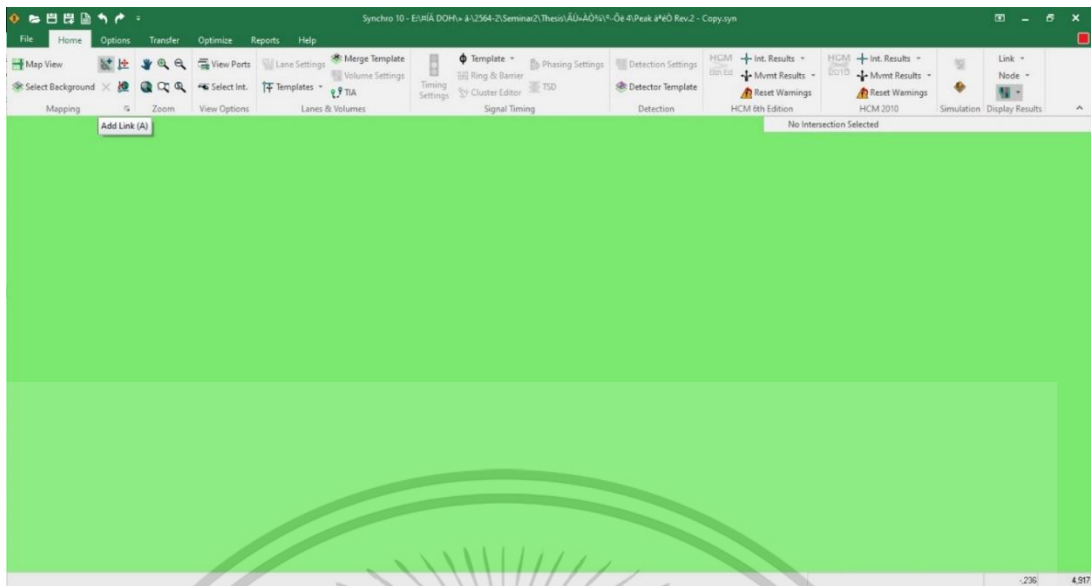 Synchro 10 - E:\¤ÍÁ DOH\> á·\2564-2\Seminar2\Thesis\ÃÙ»ÀÒ¾\º·-Õè 4\Peak àªéÒ Rev.2 - Copy.syn
File Home Options Transfer Optimize Reports Help
Map View View Ports Lane Settings Merge Template Template Phasing Settings Detection Settings HCM Int. Results HCM Int. Results Link
Volume Settings Ring & Barrier 6th Ed Mvmt Results 2010 Mvmt Results Node
Select Background Select Int. Templates TIA Timing Settings Cluster Editor TSD Detector Template Reset Warnings Reset Warnings
Mapping Zoom View Options Lanes & Volumes Signal Timing Detection HCM 6th Edition HCM 2010 Simulation Display Results
Add Link (A) No Intersection Selected
-,236 4,917